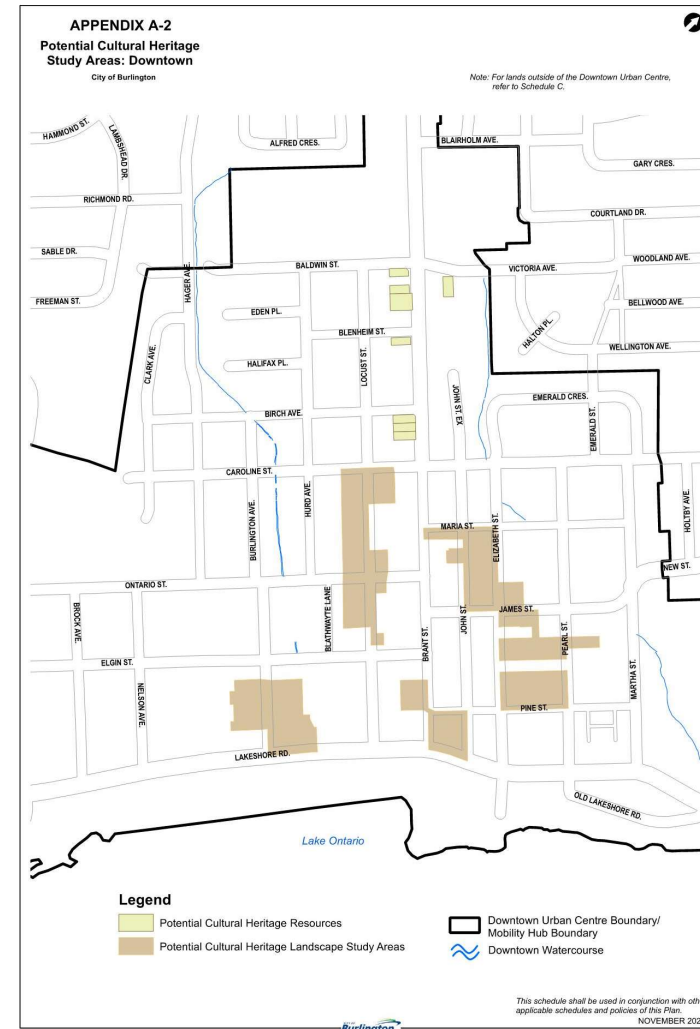 APPENDIX A-2
Potential Cultural Heritage
Study Areas: Downtown
City of Burlington
Note: For lands outside of the Downtown Urban Centre,
refer to Schedule C.
HAMMOND ST.
LAMBSHEAD DR.
ALFRED CRES.
BLAIRHOLM AVE.
GARY CRES.
RICHMOND RD.
COURTLAND DR.
SABLE DR.
HAGER AVE.
BALDWIN ST.
VICTORIA AVE.
WOODLAND AVE.
FREEMAN ST.
EDEN PL.
BELLWOOD AVE.
BLENHEIM ST.
HALTON PL.
CLARK AVE.
HALIFAX PL.
LOCUST ST.
WELLINGTON AVE.
JOHN ST. EX
EMERALD CRES.
BIRCH AVE.
EMERALD ST.
CAROLINE ST.
BURLINGTON AVE.
HURD AVE.
MARIA ST.
ELIZABETH ST.
HOLTBY AVE.
NEW ST.
ONTARIO ST.
BROCK AVE.
BLATHWAYTE LANE
JAMES ST.
BRANT ST.
JOHN ST.
PEARL ST.
ELGIN ST.
NELSON AVE.
MARTHA ST.
PINE ST.
LAKESHORE RD.
OLD LAKESHORE RD.
Lake Ontario
Legend
Potential Cultural Heritage Resources
Potential Cultural Heritage Landscape Study Areas
Downtown Urban Centre Boundary/
Mobility Hub Boundary
Downtown Watercourse
This schedule shall be used in conjunction with oth
applicable schedules and policies of this Plan.
NOVEMBER 202
Burlington